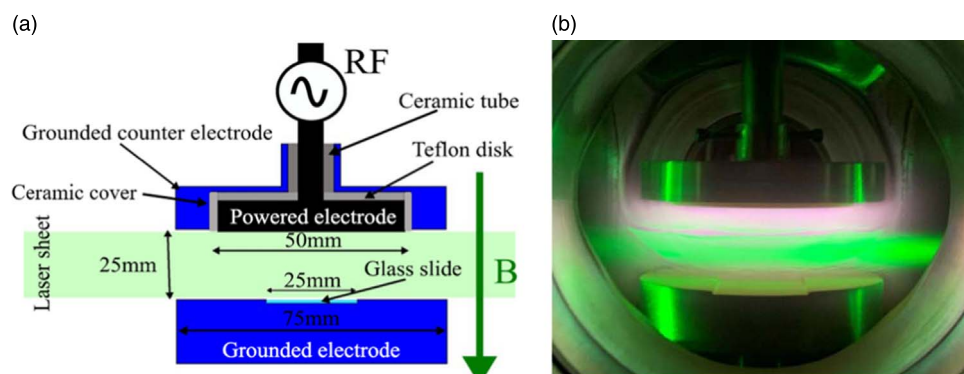 (a)
(b)
RF
Ceramic tube
Grounded counter electrode
Teflon disk
Ceramic cover
Powered electrode
50mm
Laser sheet
25mm
Glass slide
25mm
B
75mm
Grounded electrode